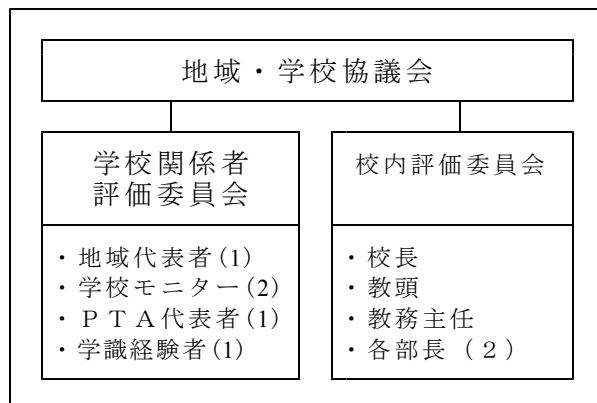 地域・学校協議会
学校関係者
評価委員会
・地域代表者(1)
・学校モニター(2)
・ＰＴＡ代表者(1)
・学識経験者(1)
校内評価委員会
・校長
・教頭
・教務主任
・各部長（２）